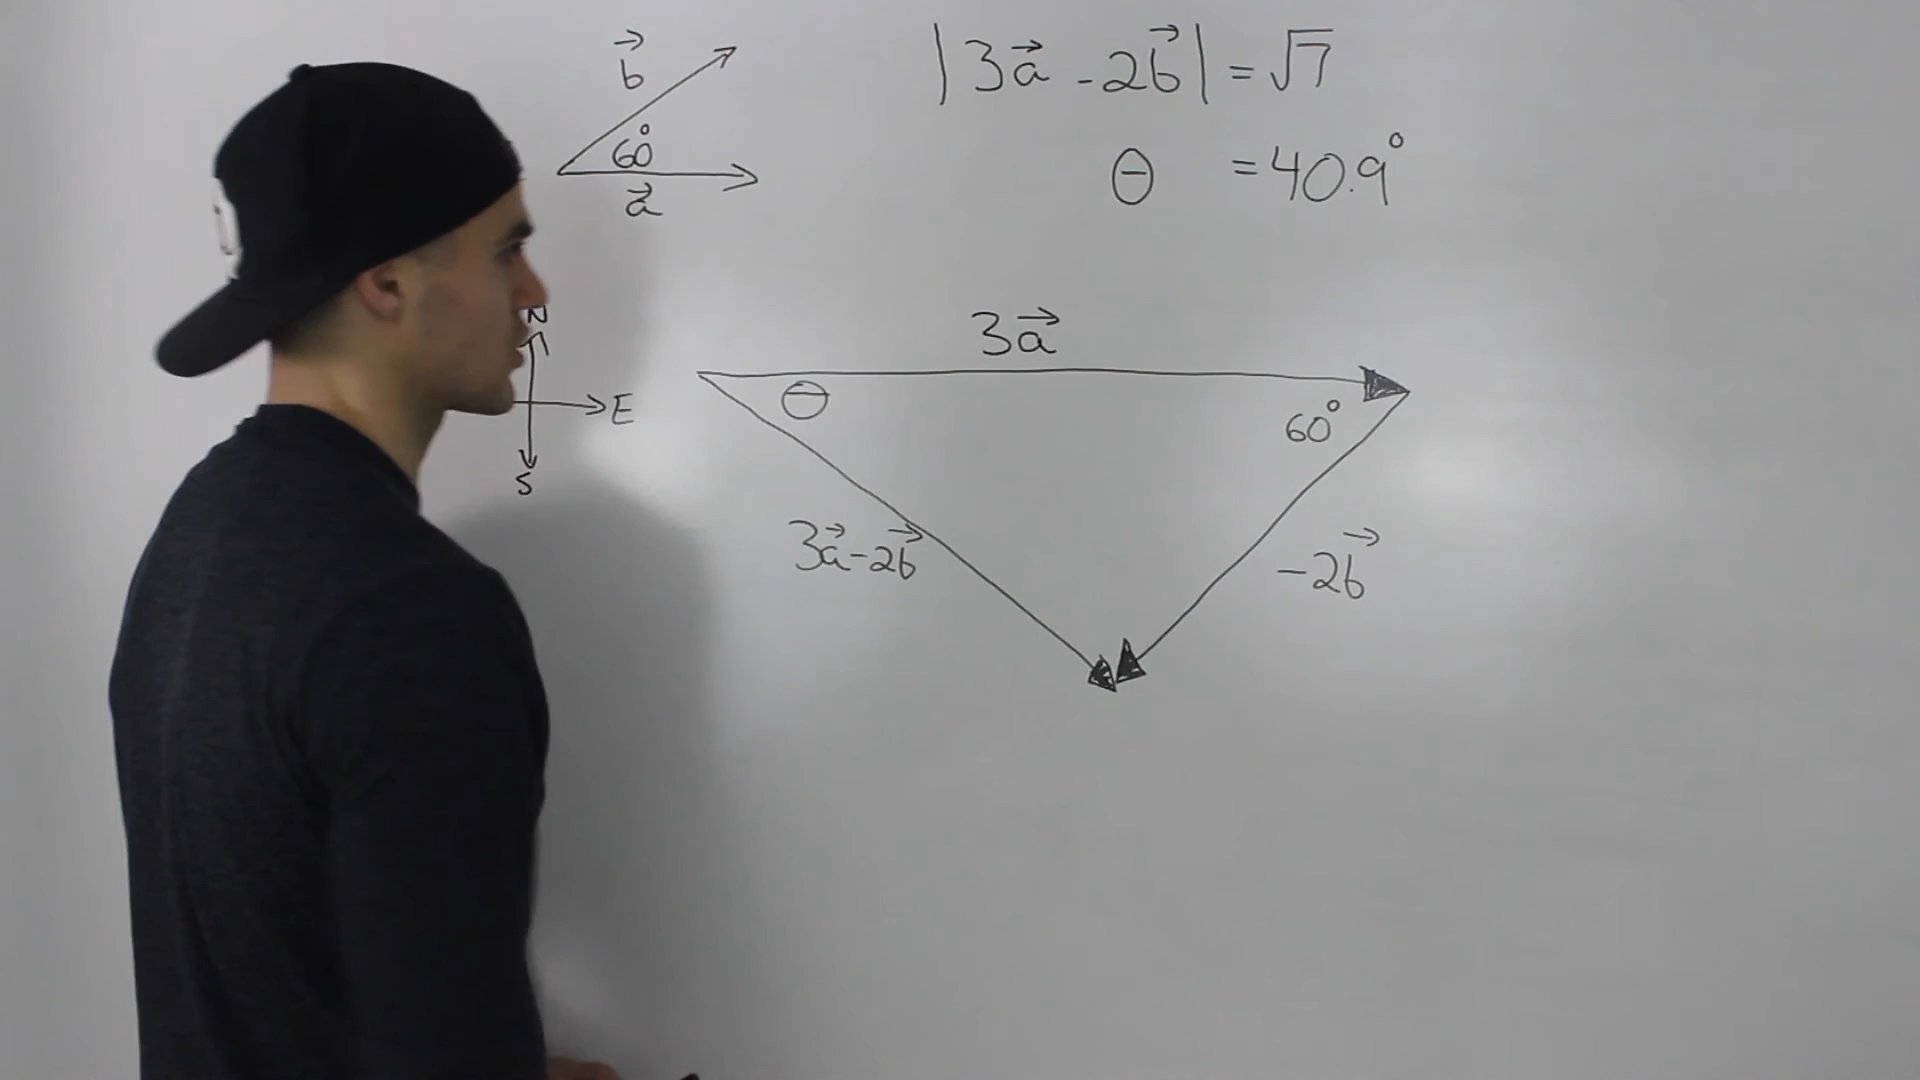 b⃗
60°
a⃗
|3a⃗ - 2b⃗| = √7
θ = 40.9°
N
E
S
3a⃗
θ
60°
3a⃗-2b⃗
-2b⃗